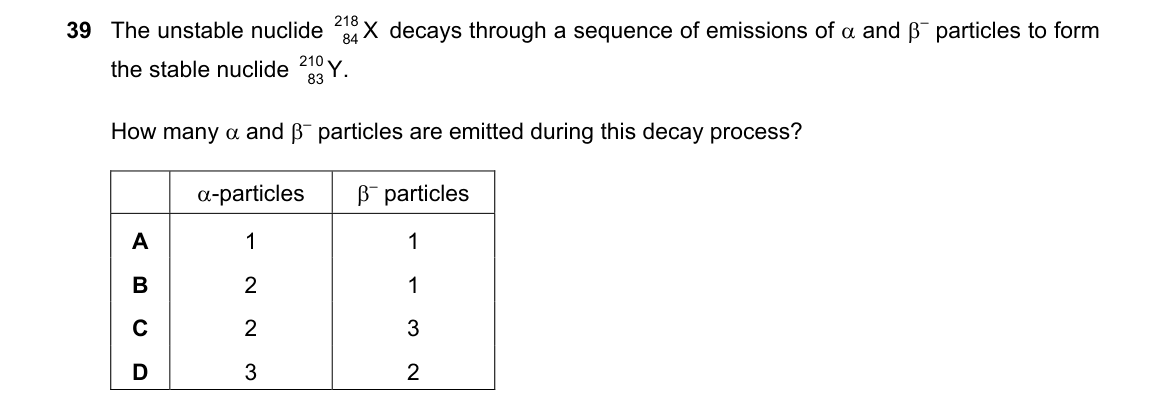 39 The unstable nuclide ²¹⁸₈₄X decays through a sequence of emissions of α and β⁻ particles to form
the stable nuclide ²¹⁰₈₃Y.
How many α and β⁻ particles are emitted during this decay process?
α-particles β⁻ particles
A 1 1
B 2 1
C 2 3
D 3 2